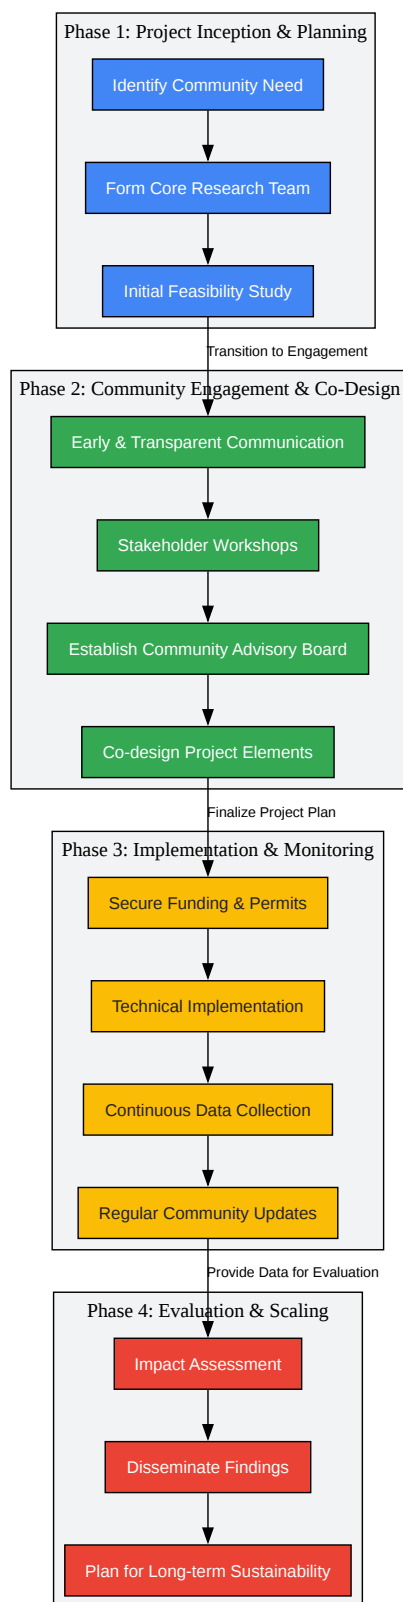 Phase 1: Project Inception & Planning
Identify Community Need
Form Core Research Team
Initial Feasibility Study
Transition to Engagement
Phase 2: Community Engagement & Co-Design
Early & Transparent Communication
Stakeholder Workshops
Establish Community Advisory Board
Co-design Project Elements
Finalize Project Plan
Phase 3: Implementation & Monitoring
Secure Funding & Permits
Technical Implementation
Continuous Data Collection
Regular Community Updates
Provide Data for Evaluation
Phase 4: Evaluation & Scaling
Impact Assessment
Disseminate Findings
Plan for Long-term Sustainability